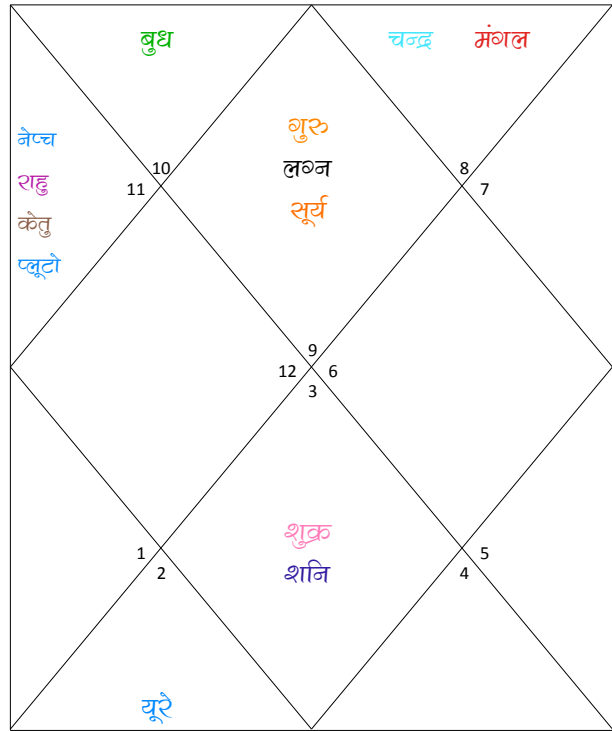 बुध
चन्द्र मंगल
नेप्च
राहु
केतु
प्लूटो
गुरु
लग्न
सूर्य
10
11
8
7
9
12 6
3
1
2
5
4
शुक्र
शनि
यूरे